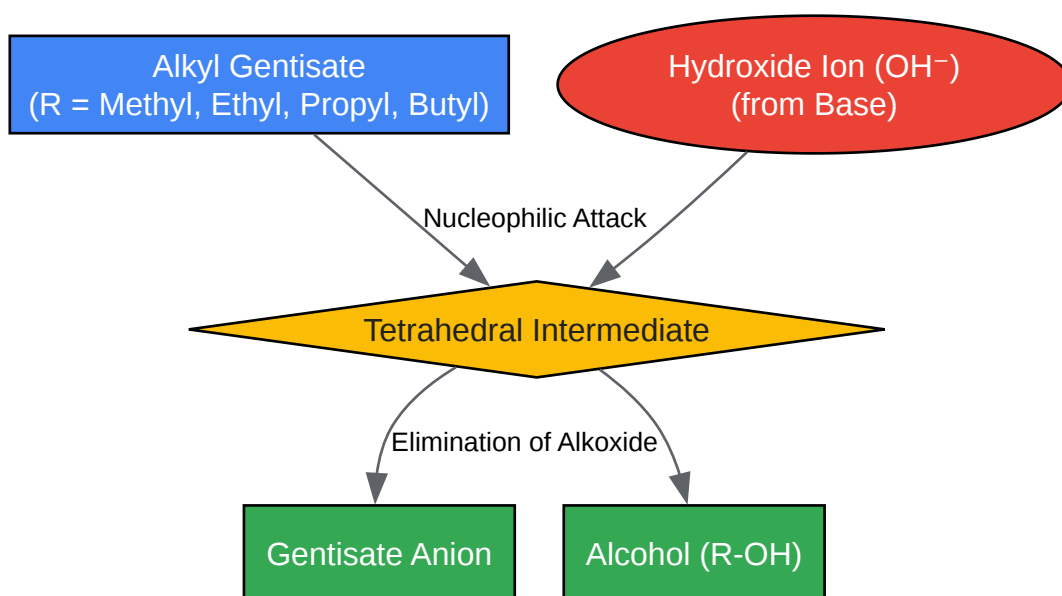 Alkyl Gentisate
(R = Methyl, Ethyl, Propyl, Butyl)
Hydroxide Ion (OH⁻)
(from Base)
Nucleophilic Attack
Tetrahedral Intermediate
Elimination of Alkoxide
Gentisate Anion
Alcohol (R-OH)